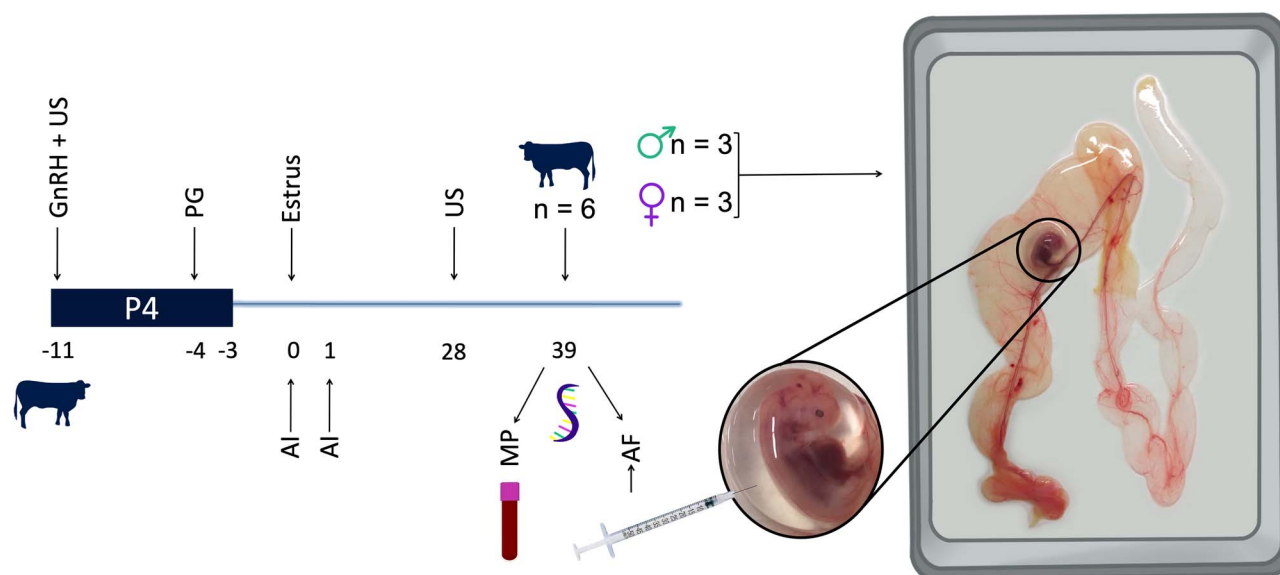 GnRH + US
PG
Estrus
US
n = 6
♂ n = 3
♀ n = 3
P4
-11
-4
-3
0
1
28
39
AI
AI
MP
AF